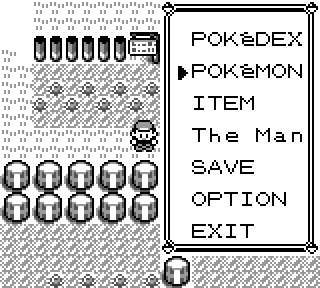 POKéDEX
POKéMON
ITEM
The Man
SAVE
OPTION
EXIT